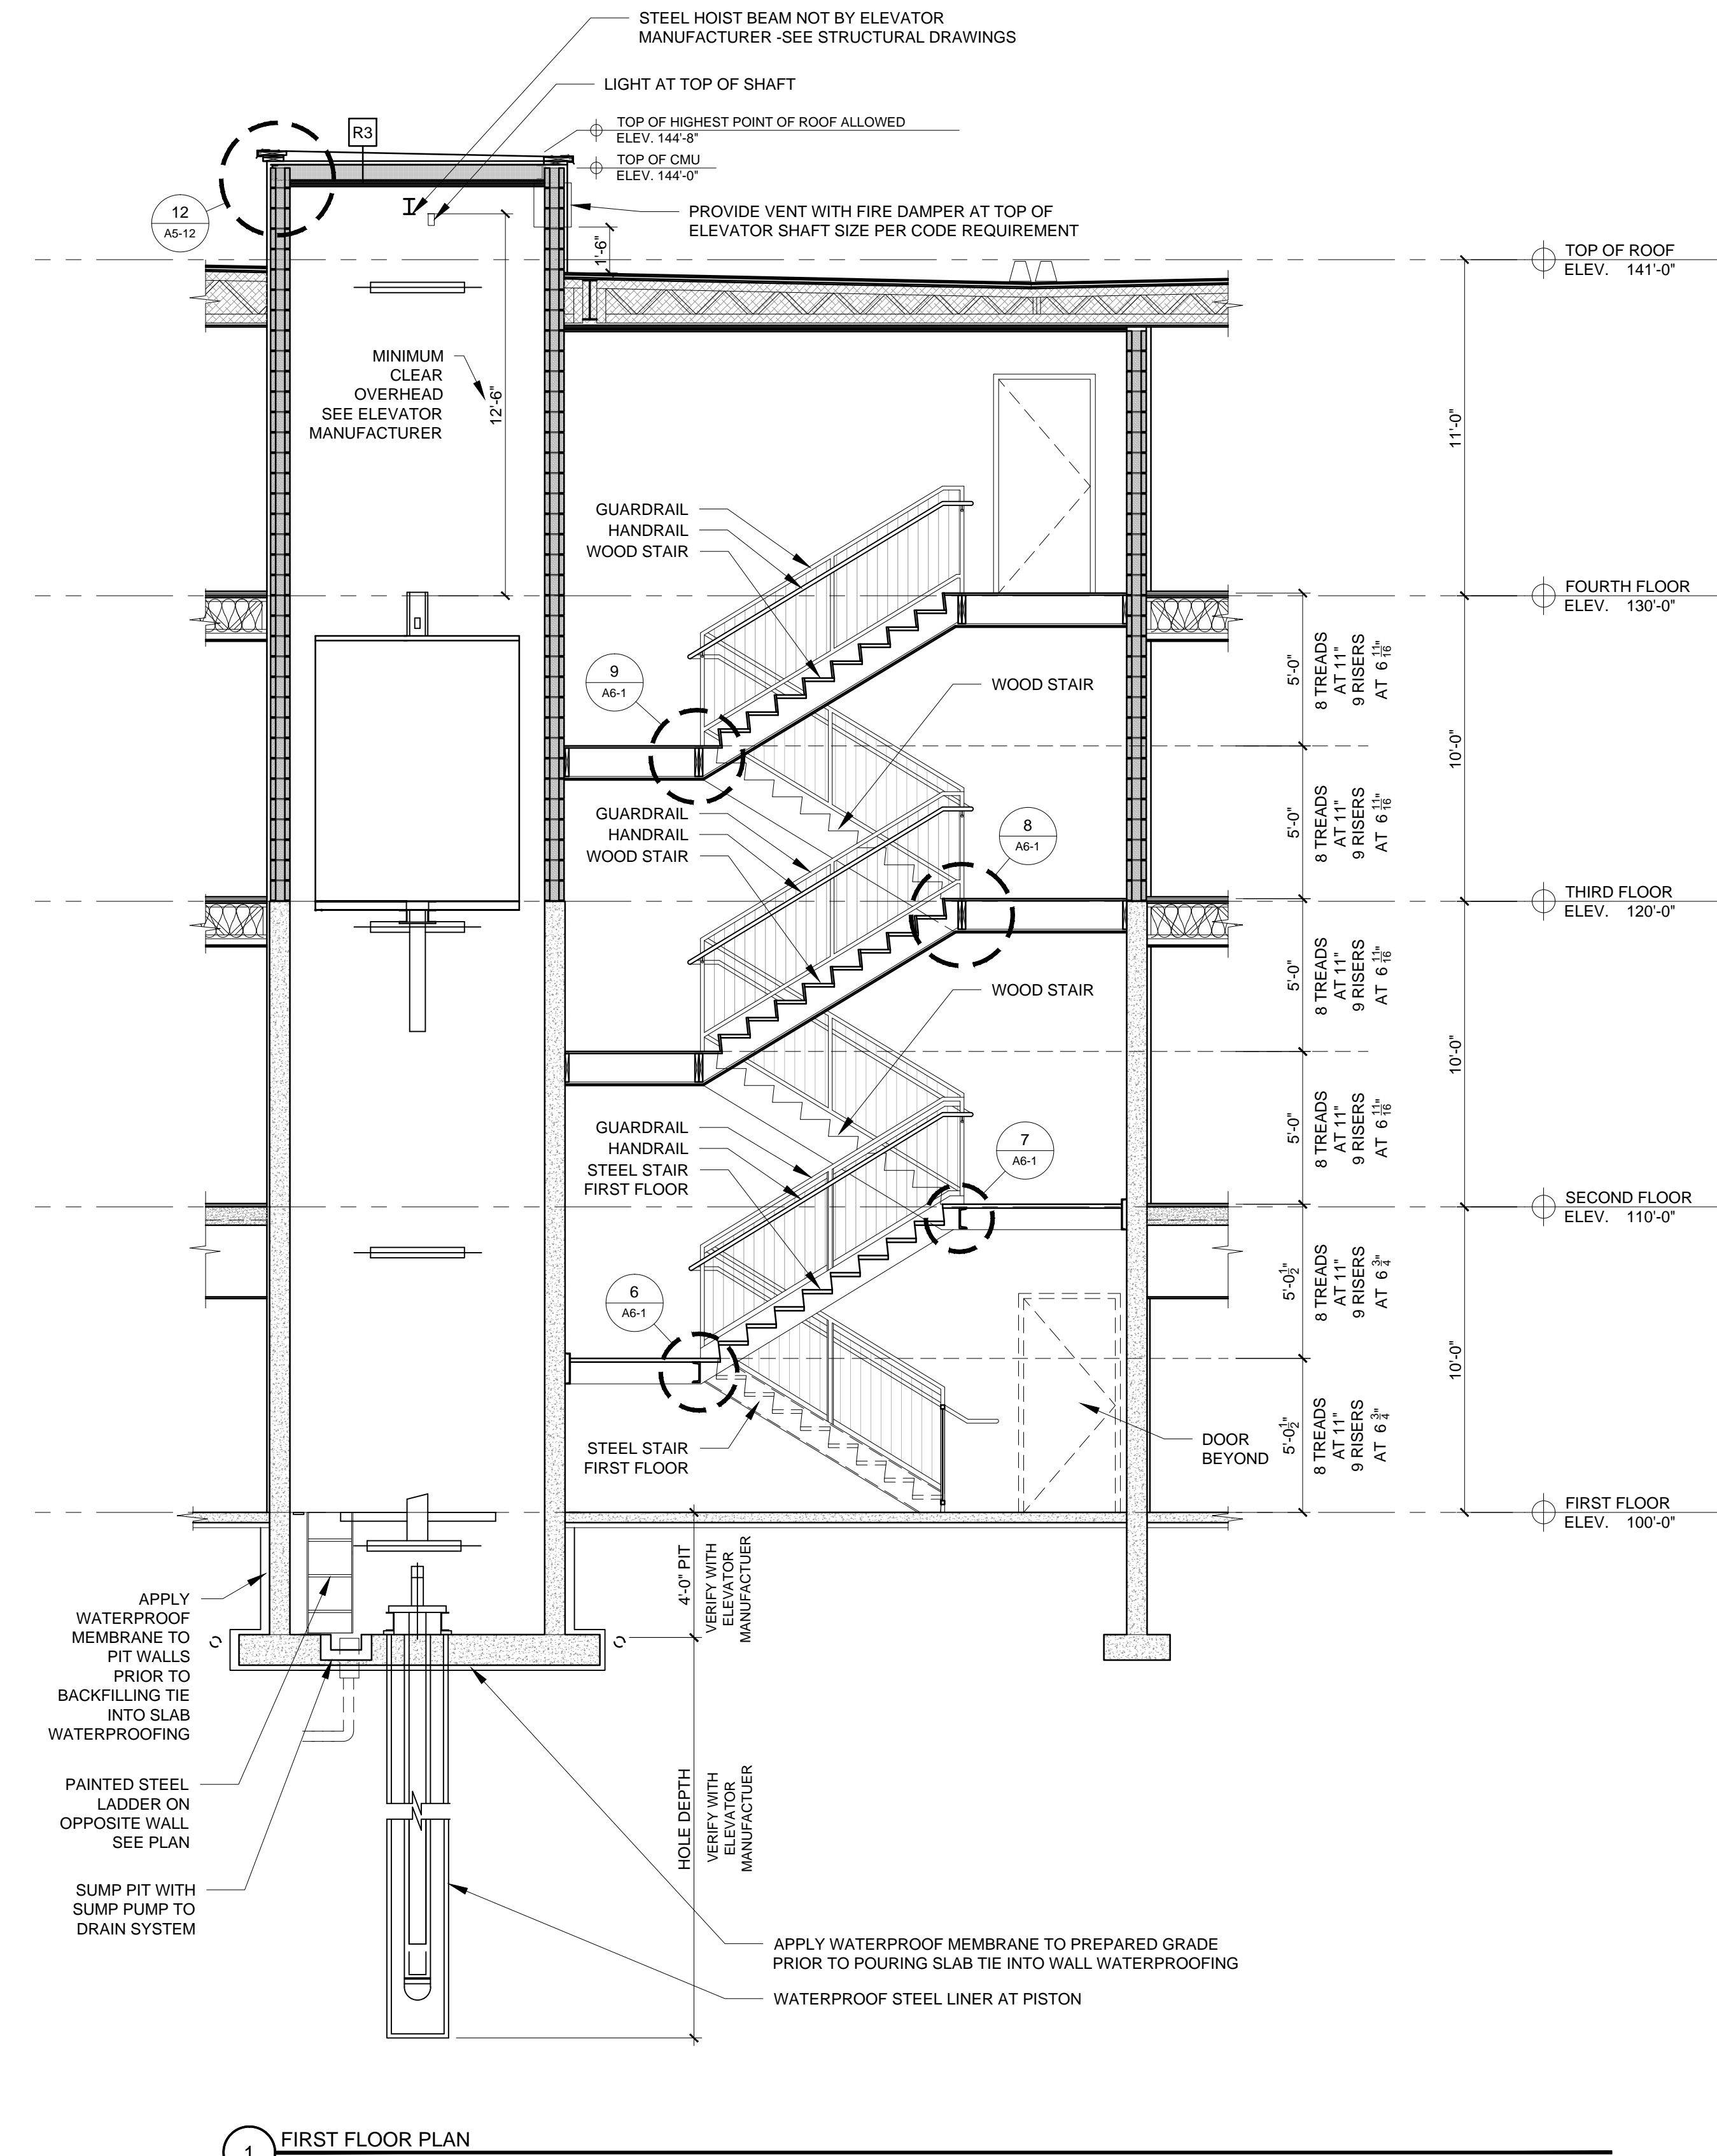 STEEL HOIST BEAM NOT BY ELEVATOR
MANUFACTURER -SEE STRUCTURAL DRAWINGS
LIGHT AT TOP OF SHAFT
R3
TOP OF HIGHEST POINT OF ROOF ALLOWED
ELEV. 144'-8"
TOP OF CMU
ELEV. 144'-0"
12
A5-12
PROVIDE VENT WITH FIRE DAMPER AT TOP OF
ELEVATOR SHAFT SIZE PER CODE REQUIREMENT
1'-6"
TOP OF ROOF
ELEV. 141'-0"
MINIMUM
CLEAR
OVERHEAD
SEE ELEVATOR
MANUFACTURER
12'-6"
11'-0"
GUARDRAIL
HANDRAIL
WOOD STAIR
FOURTH FLOOR
ELEV. 130'-0"
9
A6-1
WOOD STAIR
5'-0"
8 TREADS
AT 11"
9 RISERS
AT 6 11/16"
10'-0"
GUARDRAIL
HANDRAIL
WOOD STAIR
8
A6-1
5'-0"
8 TREADS
AT 11"
9 RISERS
AT 6 11/16"
THIRD FLOOR
ELEV. 120'-0"
WOOD STAIR
5'-0"
8 TREADS
AT 11"
9 RISERS
AT 6 11/16"
10'-0"
GUARDRAIL
HANDRAIL
STEEL STAIR
FIRST FLOOR
7
A6-1
5'-0"
8 TREADS
AT 11"
9 RISERS
AT 6 11/16"
SECOND FLOOR
ELEV. 110'-0"
6
A6-1
5'-0 1/2"
8 TREADS
AT 11"
9 RISERS
AT 6 3/4"
10'-0"
STEEL STAIR
FIRST FLOOR
DOOR
BEYOND
5'-0 1/2"
8 TREADS
AT 11"
9 RISERS
AT 6 3/4"
FIRST FLOOR
ELEV. 100'-0"
4'-0" PIT
VERIFY WITH
ELEVATOR
MANUFACTUER
APPLY
WATERPROOF
MEMBRANE TO
PIT WALLS
PRIOR TO
BACKFILLING TIE
INTO SLAB
WATERPROOFING
PAINTED STEEL
LADDER ON
OPPOSITE WALL
SEE PLAN
HOLE DEPTH
VERIFY WITH
ELEVATOR
MANUFACTUER
SUMP PIT WITH
SUMP PUMP TO
DRAIN SYSTEM
APPLY WATERPROOF MEMBRANE TO PREPARED GRADE
PRIOR TO POURING SLAB TIE INTO WALL WATERPROOFING
WATERPROOF STEEL LINER AT PISTON
1
FIRST FLOOR PLAN